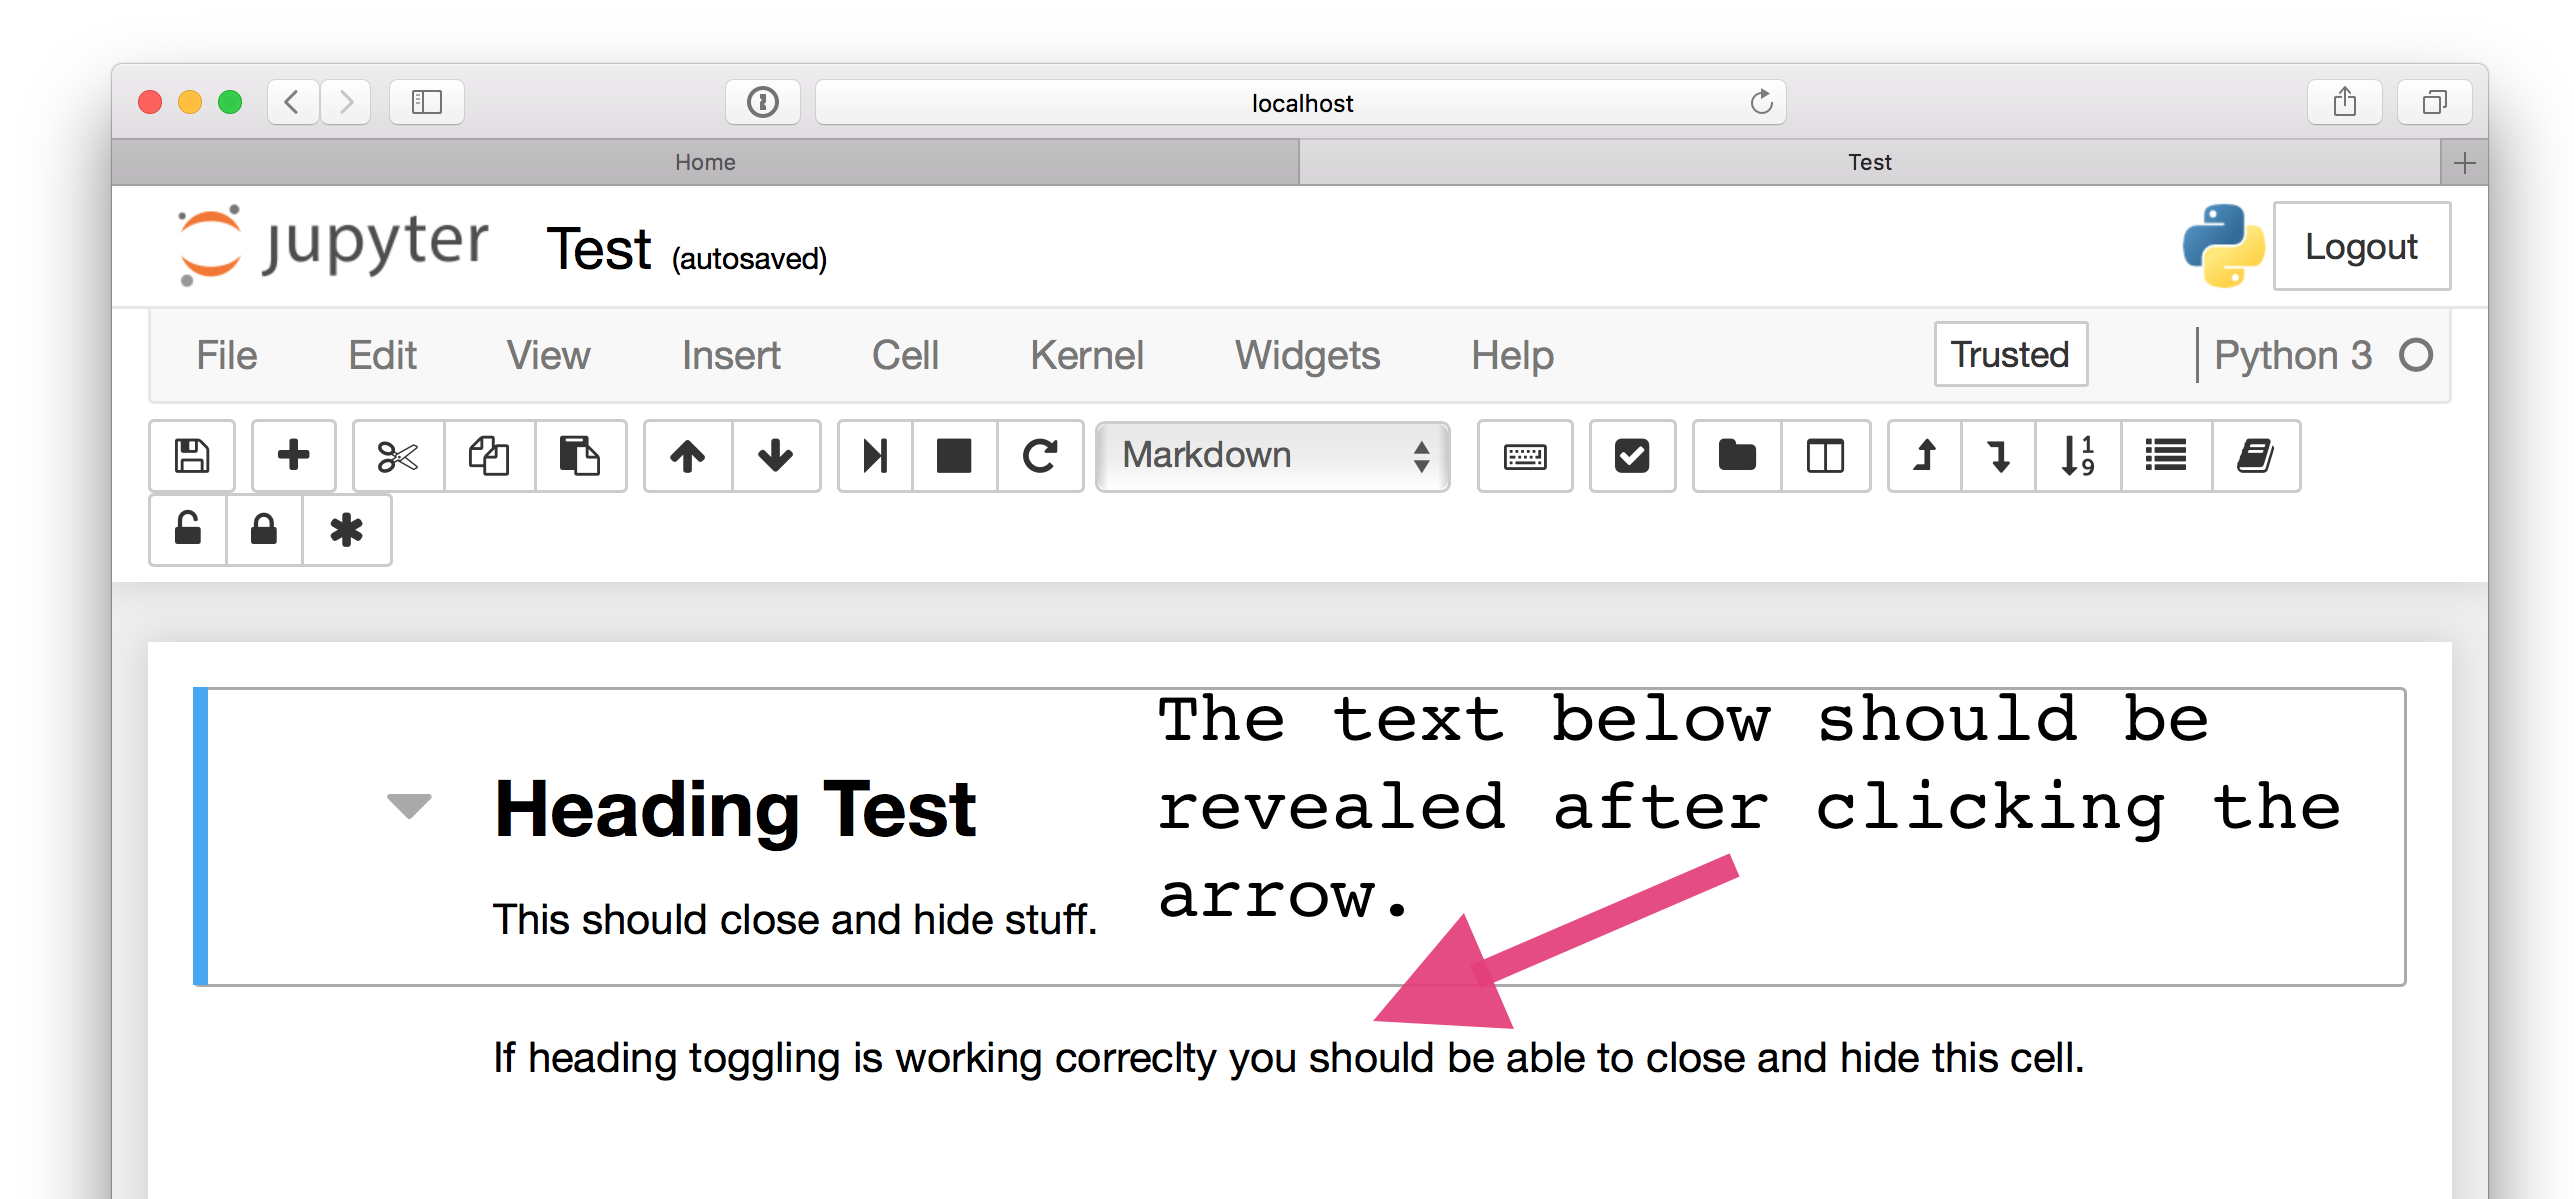 localhost
Home
Test
jupyter Test (autosaved)
Logout
File Edit View Insert Cell Kernel Widgets Help Trusted Python 3
Markdown
1
9
The text below should be
revealed after clicking the
arrow.
Heading Test
This should close and hide stuff.
If heading toggling is working correclty you should be able to close and hide this cell.